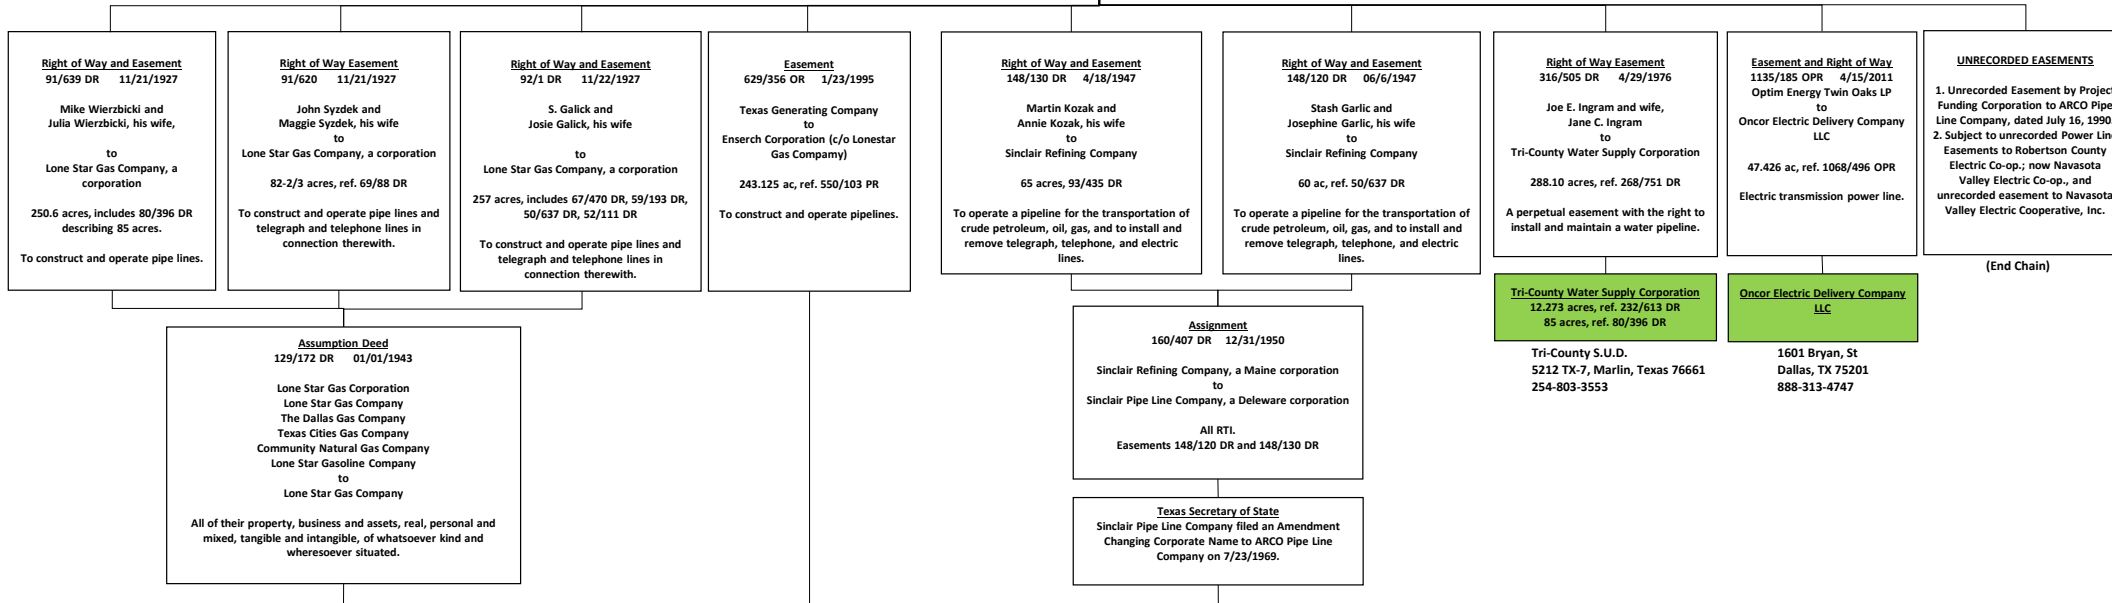 Right of Way and Easement
91/639 DR 11/21/1927
Mike Wierzbicki and
Julia Wierzbicki, his wife,
to
Lone Star Gas Company, a
corporation
250.6 acres, includes 80/396 DR
describing 85 acres.
To construct and operate pipe lines.
Right of Way Easement
91/620 11/21/1927
John Syzdek and
Maggie Syzdek, his wife
to
Lone Star Gas Company, a corporation
82-2/3 acres, ref. 69/88 DR
To construct and operate pipe lines and
telegraph and telephone lines in
connection therewith.
Right of Way and Easement
92/1 DR 11/22/1927
S. Galick and
Josie Galick, his wife
to
Lone Star Gas Company, a corporation
257 acres, includes 67/470 DR, 59/193 DR,
50/637 DR, 52/111 DR
To construct and operate pipe lines and
telegraph and telephone lines in
connection therewith.
Easement
629/356 OR 1/23/1995
Texas Generating Company
to
Enserch Corporation (c/o Lonestar
Gas Compamy)
243.125 ac, ref. 550/103 PR
To construct and operate pipelines.
Right of Way and Easement
148/130 DR 4/18/1947
Martin Kozak and
Annie Kozak, his wife
to
Sinclair Refining Company
65 acres, 93/435 DR
To operate a pipeline for the transportation of
crude petroleum, oil, gas, and to install and
remove telegraph, telephone, and electric
lines.
Right of Way and Easement
148/120 DR 06/6/1947
Stash Garlic and
Josephine Garlic, his wife
to
Sinclair Refining Company
60 ac, ref. 50/637 DR
To operate a pipeline for the transportation of
crude petroleum, oil, gas, and to install and
remove telegraph, telephone, and electric
lines.
Right of Way Easement
316/505 DR 4/29/1976
Joe E. Ingram and wife,
Jane C. Ingram
to
Tri-County Water Supply Corporation
288.10 acres, ref. 268/751 DR
A perpetual easement with the right to
install and maintain a water pipeline.
Easement and Right of Way
1135/185 OPR 4/15/2011
Optim Energy Twin Oaks LP
to
Oncor Electric Delivery Company
LLC
47.426 ac, ref. 1068/496 OPR
Electric transmission power line.
UNRECORDED EASEMENTS
1. Unrecorded Easement by Project
Funding Corporation to ARCO Pipe
Line Company, dated July 16, 1990.
2. Subject to unrecorded Power Line
Easements to Robertson County
Electric Co-op.; now Navasota
Valley Electric Co-op., and
unrecorded easement to Navasota
Valley Electric Cooperative, Inc.
(End Chain)
Tri-County Water Supply Corporation
12.273 acres, ref. 232/613 DR
85 acres, ref. 80/396 DR
Tri-County S.U.D.
5212 TX-7, Marlin, Texas 76661
254-803-3553
Oncor Electric Delivery Company
LLC
1601 Bryan, St
Dallas, TX 75201
888-313-4747
Assumption Deed
129/172 DR 01/01/1943
Lone Star Gas Corporation
Lone Star Gas Company
The Dallas Gas Company
Texas Cities Gas Company
Community Natural Gas Company
Lone Star Gasoline Company
to
Lone Star Gas Company
All of their property, business and assets, real, personal and
mixed, tangible and intangible, of whatsoever kind and
wheresoever situated.
Assignment
160/407 DR 12/31/1950
Sinclair Refining Company, a Maine corporation
to
Sinclair Pipe Line Company, a Deleware corporation
All RTI.
Easements 148/120 DR and 148/130 DR
Texas Secretary of State
Sinclair Pipe Line Company filed an Amendment
Changing Corporate Name to ARCO Pipe Line
Company on 7/23/1969.